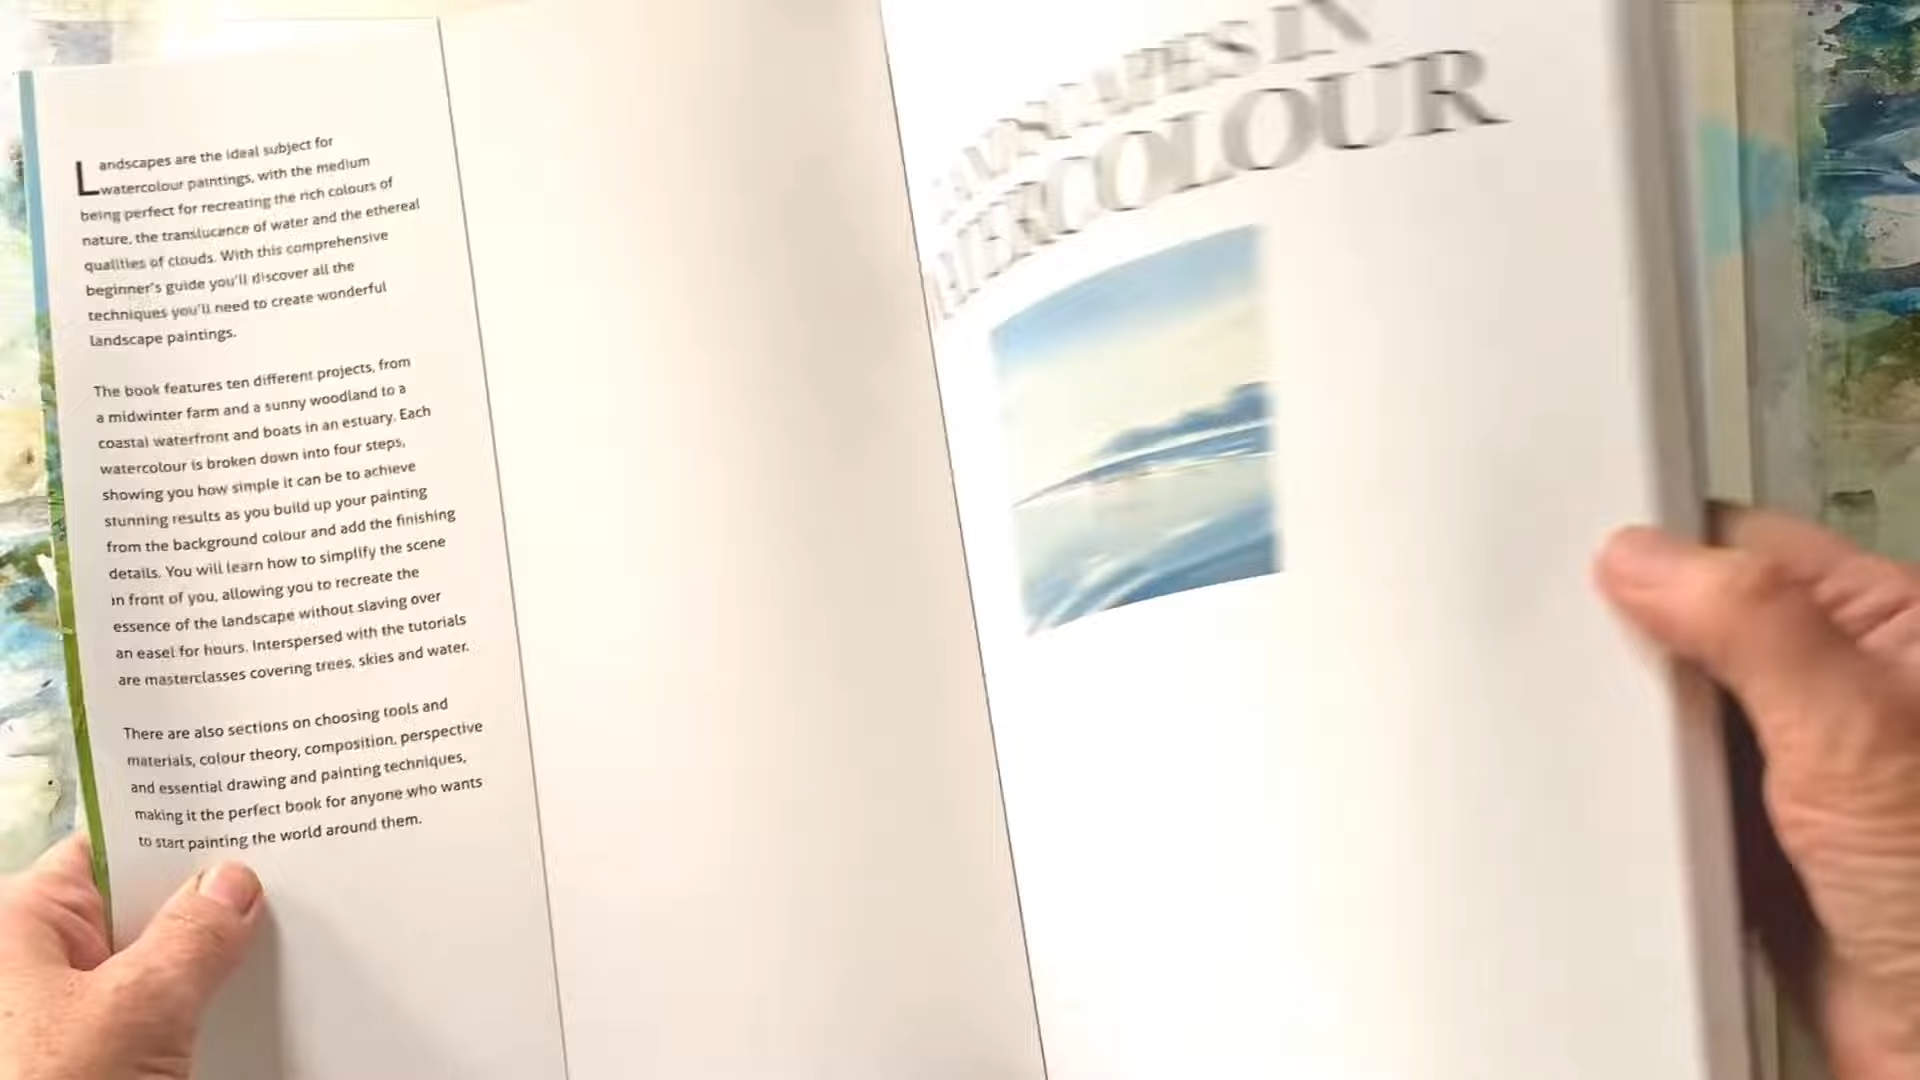 Landscapes are the ideal subject for
watercolour paintings, with the medium
being perfect for recreating the rich colours of
nature, the translucence of water and the ethereal
qualities of clouds. With this comprehensive
beginner's guide you'll discover all the
techniques you'll need to create wonderful
landscape paintings.
The book features ten different projects, from
a midwinter farm and a sunny woodland to a
coastal waterfront and boats in an estuary. Each
watercolour is broken down into four steps,
showing you how simple it can be to achieve
stunning results as you build up your painting
from the background colour and add the finishing
details. You will learn how to simplify the scene
in front of you, allowing you to recreate the
essence of the landscape without slaving over
an easel for hours. Interspersed with the tutorials
are masterclasses covering trees, skies and water.
There are also sections on choosing tools and
materials, colour theory, composition, perspective
and essential drawing and painting techniques,
making it the perfect book for anyone who wants
to start painting the world around them.
LANDSCAPES IN
WATERCOLOUR